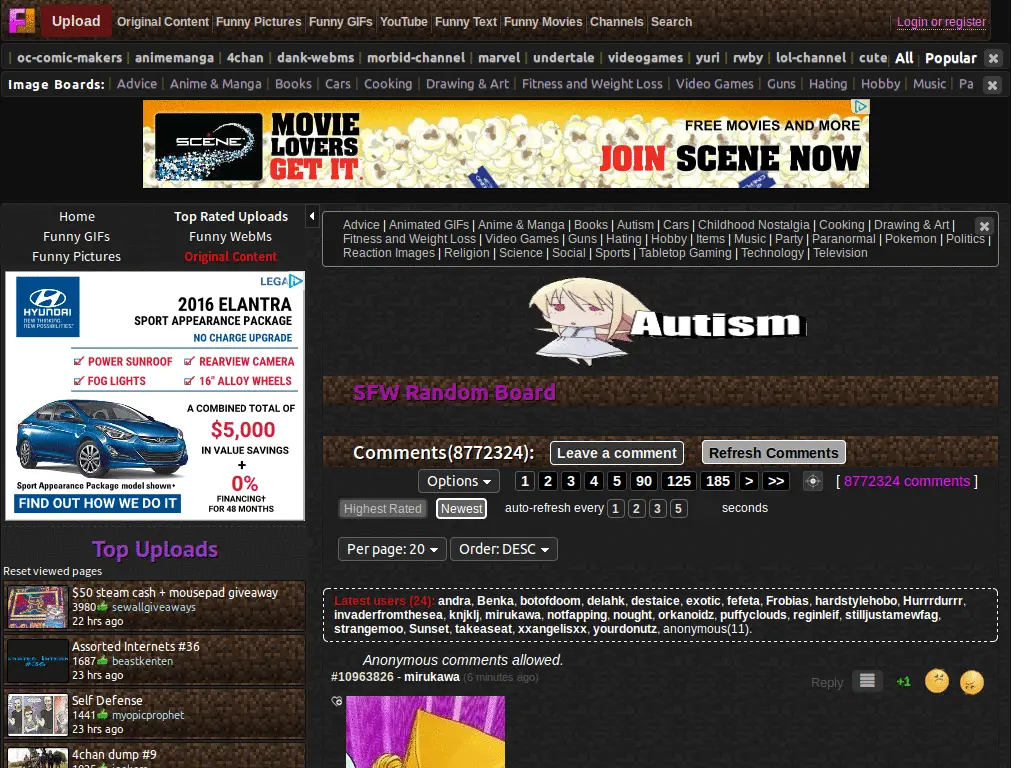 Upload Original Content Funny Pictures Funny GIFs YouTube Funny Text Funny Movies Channels Search Login or register
oc-comic-makers animemanga 4chan dank-webms morbid-channel marvel undertale videogames yuri rwby lol-channel cute All Popular
Image Boards: Advice Anime & Manga Books Cars Cooking Drawing & Art Fitness and Weight Loss Video Games Guns Hating Hobby Music Pa
SCENE
MOVIE
LOVERS
GET IT.
FREE MOVIES AND MORE
JOIN SCENE NOW
Home Top Rated Uploads
Funny GIFs Funny WebMs
Funny Pictures Original Content
LEGAL
HYUNDAI
NEW THINKING.
NEW POSSIBILITIES.
2016 ELANTRA
SPORT APPEARANCE PACKAGE
NO CHARGE UPGRADE
POWER SUNROOF REARVIEW CAMERA
FOG LIGHTS 16" ALLOY WHEELS
A COMBINED TOTAL OF
$5,000
IN VALUE SAVINGS
+
0%
FINANCING†
FOR 48 MONTHS
Sport Appearance Package model shown•
FIND OUT HOW WE DO IT
Top Uploads
Reset viewed pages
$50 steam cash + mousepad giveaway
3980 sewallgiveaways
22 hrs ago
Assorted Internets #36
1687 beastkenten
23 hrs ago
Self Defense
1441 myopicprophet
23 hrs ago
4chan dump #9
Advice | Animated GIFs | Anime & Manga | Books | Autism | Cars | Childhood Nostalgia | Cooking | Drawing & Art |
Fitness and Weight Loss | Video Games | Guns | Hating | Hobby | Items | Music | Party | Paranormal | Pokemon | Politics |
Reaction Images | Religion | Science | Social | Sports | Tabletop Gaming | Technology | Television
Autism
SFW Random Board
Comments(8772324): Leave a comment Refresh Comments
Options 1 2 3 4 5 90 125 185 > >> [ 8772324 comments ]
Highest Rated Newest auto-refresh every 1 2 3 5 seconds
Per page: 20 Order: DESC
Latest users (24): andra, Benka, botofdoom, delahk, destaice, exotic, fefeta, Frobias, hardstylehobo, Hurrrdurrr,
invaderfromthesea, knjklj, mirukawa, notfapping, nought, orkanoidz, puffyclouds, reginleif, stilljustamewfag,
strangemoo, Sunset, takeaseat, xxangelisxx, yourdonutz, anonymous(11).
Anonymous comments allowed.
#10963826 - mirukawa (6 minutes ago) Reply +1